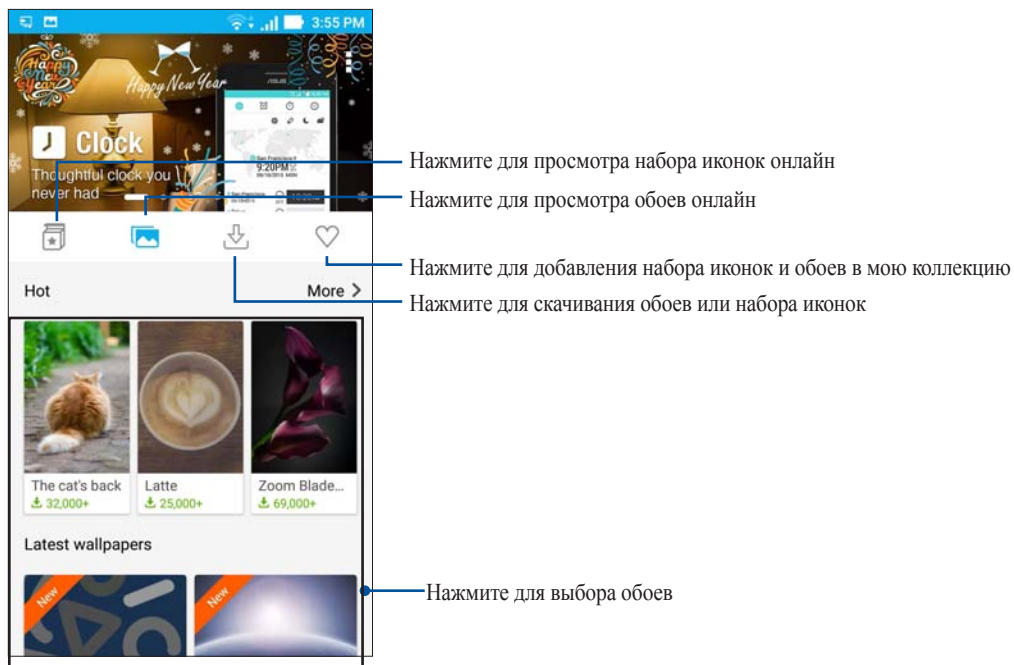 3:55 PM
Happy New Year
Happy New Year
ASUS
Clock
Thoughtful clock you
never had
San Francisco
9:20PM
Нажмите для просмотра набора иконок онлайн
Нажмите для просмотра обоев онлайн
Нажмите для добавления набора иконок и обоев в мою коллекцию
Нажмите для скачивания обоев или набора иконок
Hot
More
The cat's back
Latte
Zoom Blade...
32,000+
25,000+
69,000+
Latest wallpapers
New
New
Нажмите для выбора обоев